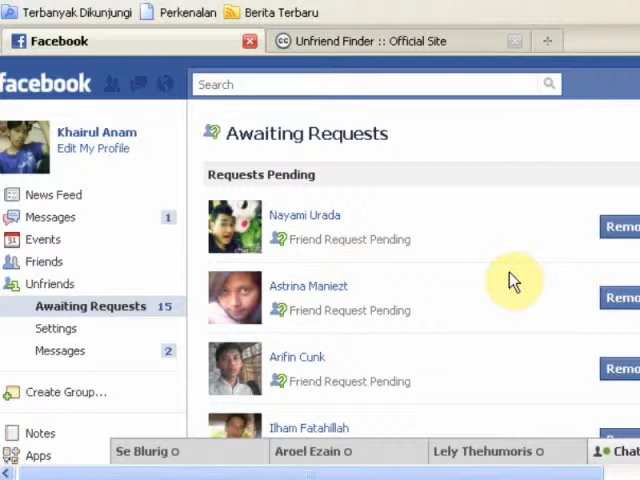 Terbanyak Dikunjungi Perkenalan Berita Terbaru
Facebook Unfriend Finder :: Official Site
facebook Search
Khairul Anam
Edit My Profile
News Feed
Messages 1
Events
Friends
Unfriends
Awaiting Requests 15
Settings
Messages 2
Create Group...
Notes
Apps
Awaiting Requests
Requests Pending
Nayami Urada
Friend Request Pending
Remo
Astrina Maniezt
Friend Request Pending
Remo
Arifin Cunk
Friend Request Pending
Remo
Ilham Fatahillah
Se Blurig Aroel Ezain Lely Thehumoris Chat